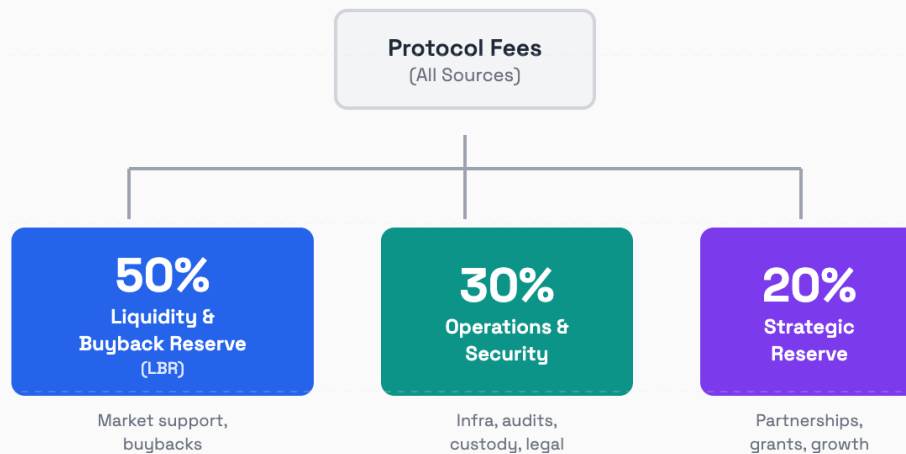 Protocol Fees
(All Sources)
50%
Liquidity &
Buyback Reserve
(LBR)
Market support,
buybacks
30%
Operations &
Security
Infra, audits,
custody, legal
20%
Strategic
Reserve
Partnerships,
grants, growth